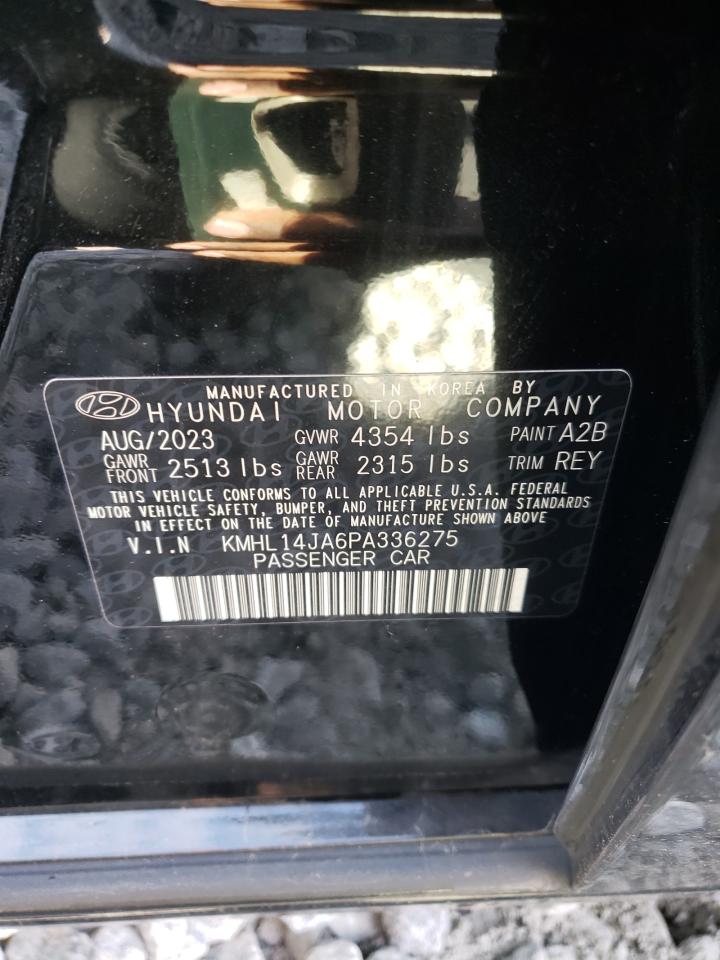 MANUFACTURED IN KOREA BY
HYUNDAI MOTOR COMPANY
AUG/2023 GVWR 4354 lbs PAINT A2B
GAWR FRONT 2513 lbs GAWR REAR 2315 lbs TRIM REY
THIS VEHICLE CONFORMS TO ALL APPLICABLE U.S.A. FEDERAL
MOTOR VEHICLE SAFETY, BUMPER, AND THEFT PREVENTION STANDARDS
IN EFFECT ON THE DATE OF MANUFACTURE SHOWN ABOVE
V.I.N KMHL14JA6PA336275
PASSENGER CAR